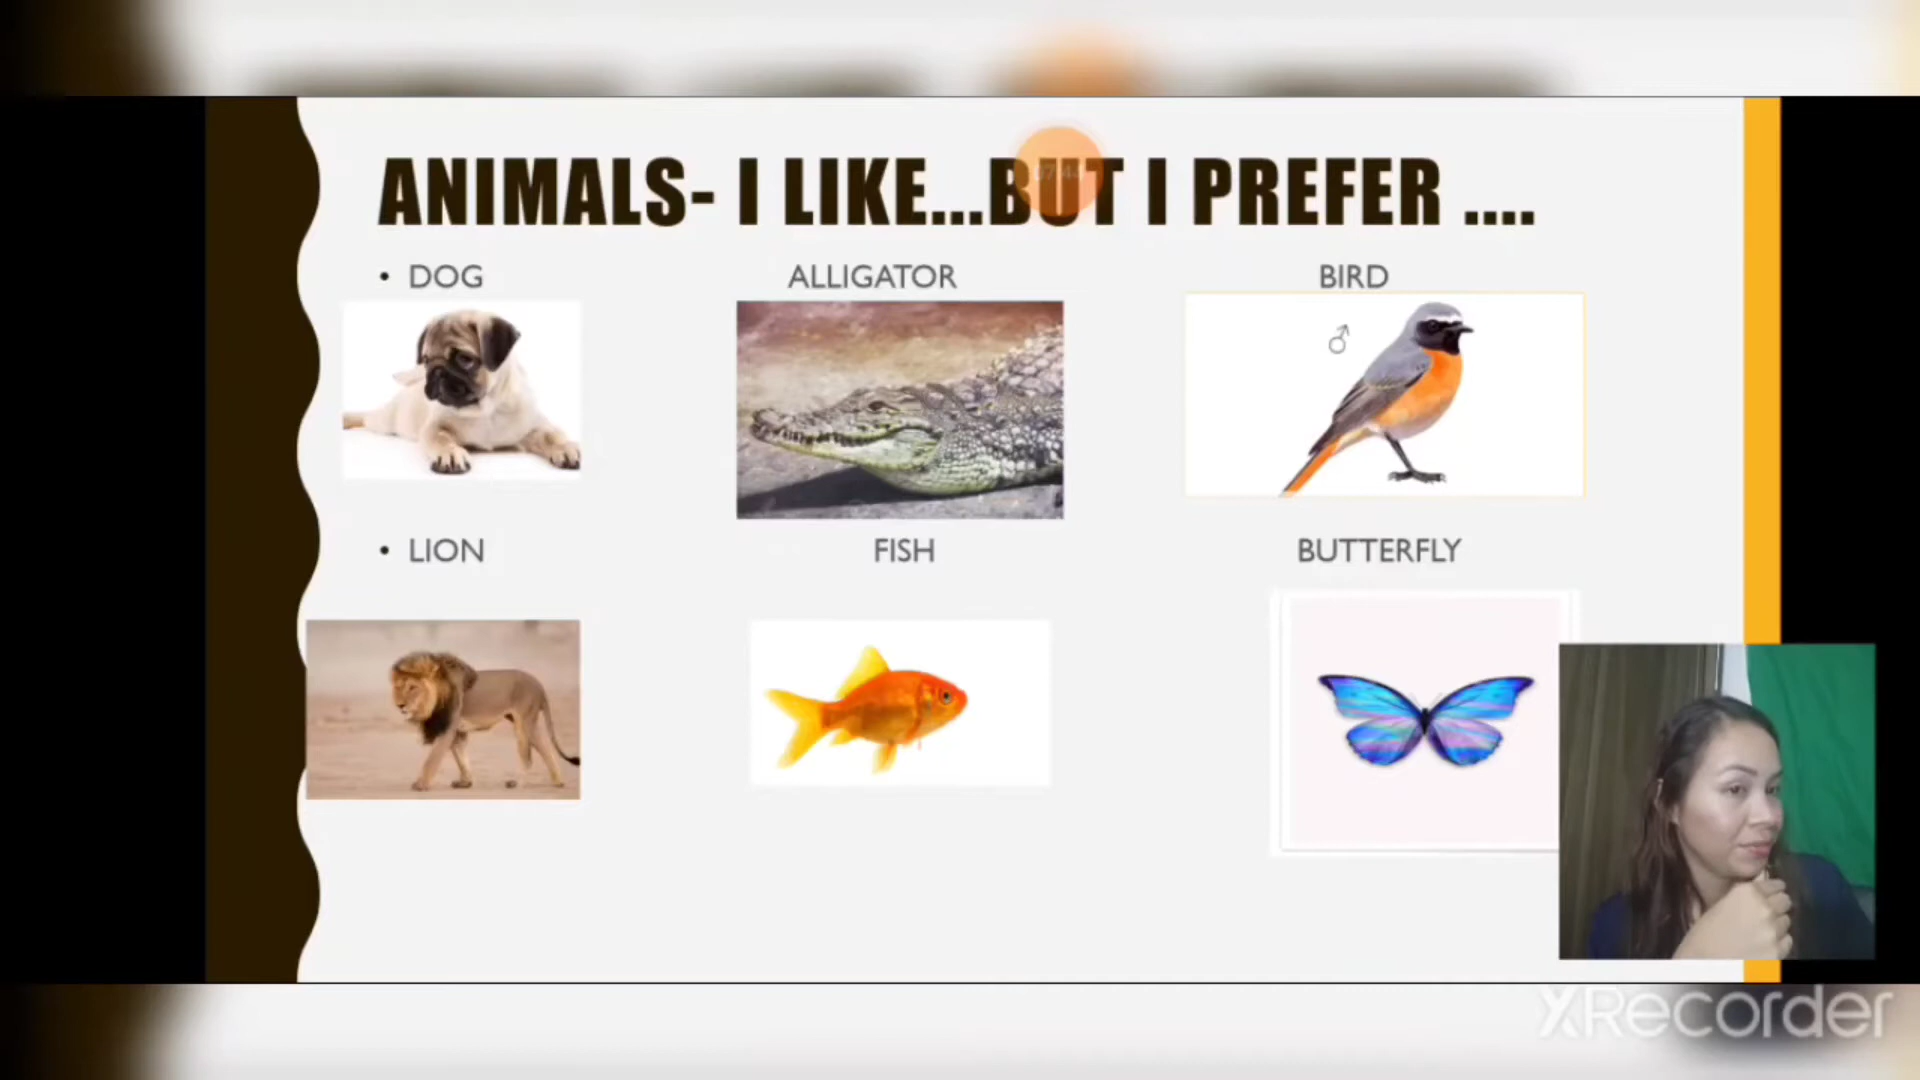 ANIMALS- I LIKE...BUT I PREFER ....
• DOG ALLIGATOR BIRD
♂
• LION FISH BUTTERFLY
XRecorder